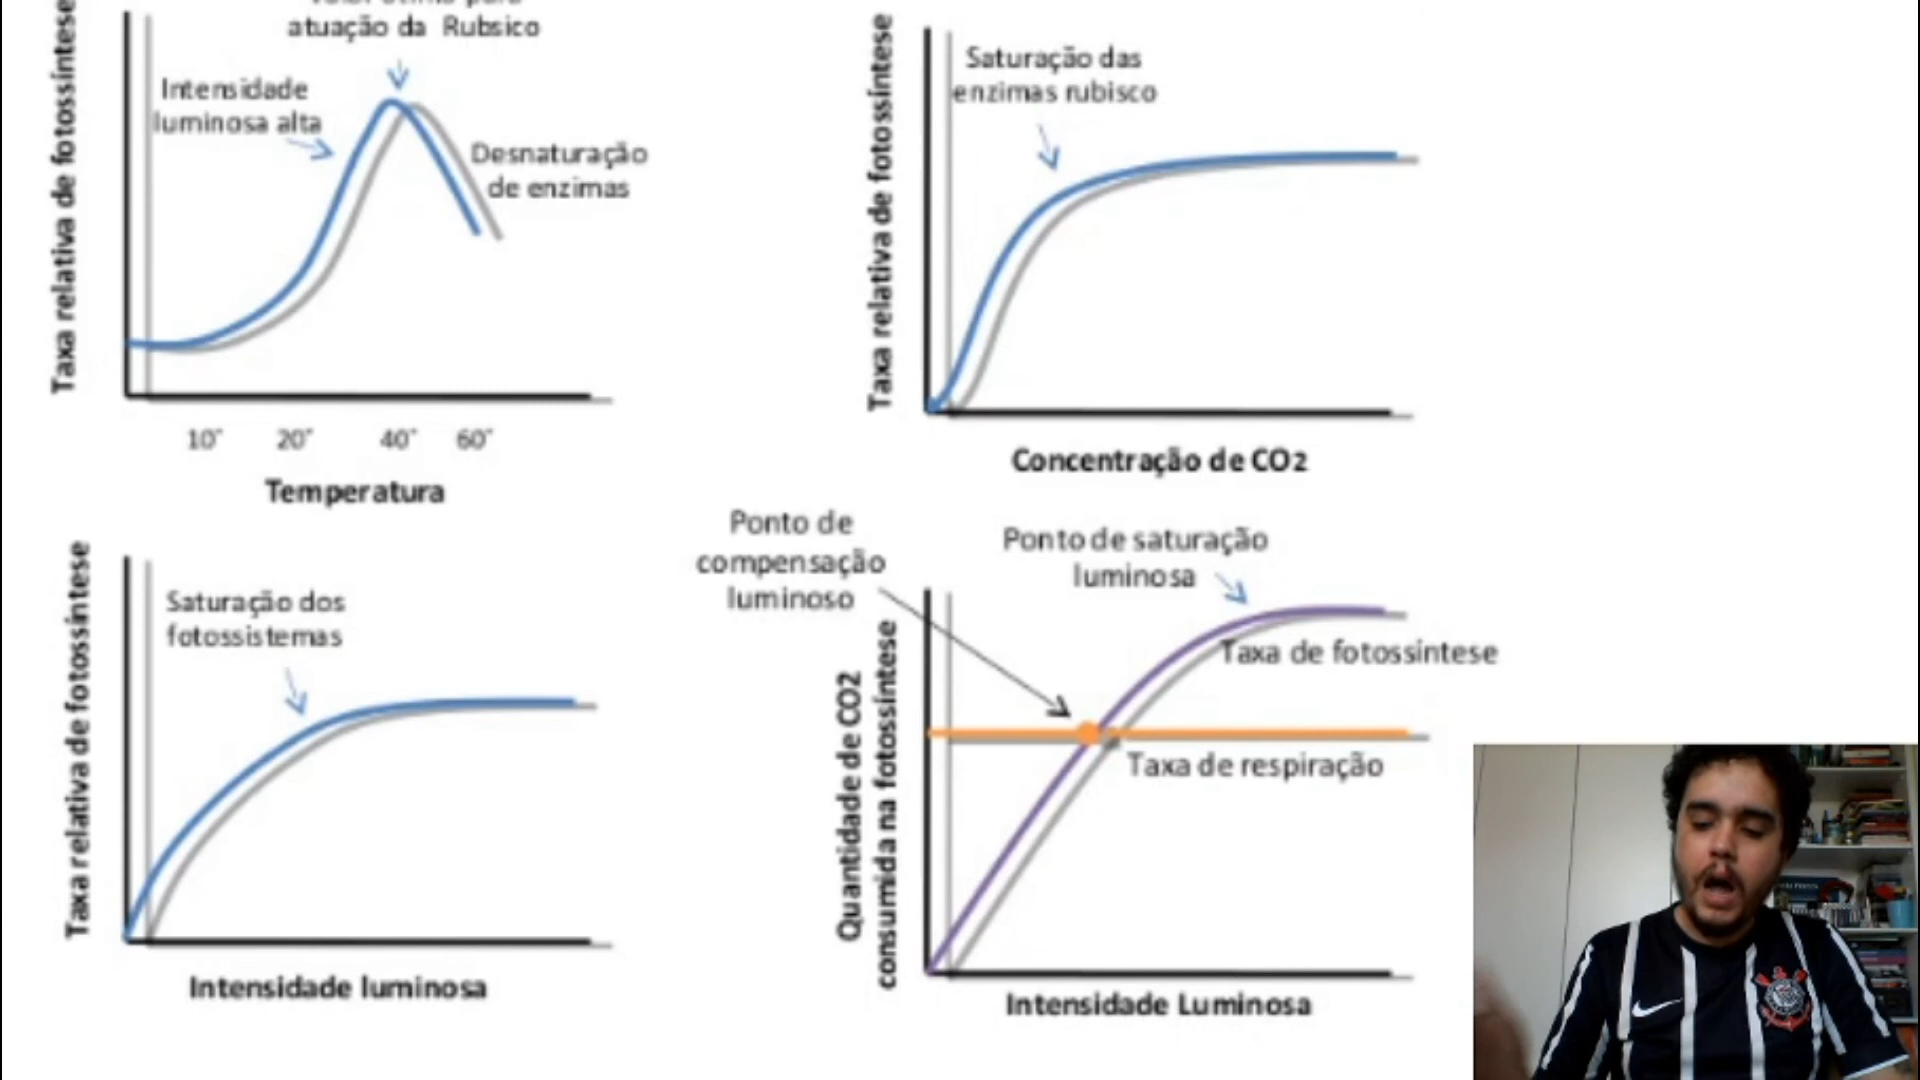 atuação da Rubsico
Intensidade
luminosa alta
Desnaturação
de enzimas
Taxa relativa de fotossíntese
10°
20°
40°
60°
Temperatura
Saturação das
enzimas rubisco
Taxa relativa de fotossíntese
Concentração de CO2
Saturação dos
fotossistemas
Taxa relativa de fotossíntese
Intensidade luminosa
Ponto de
compensação
luminoso
Ponto de saturação
luminosa
Taxa de fotossíntese
Taxa de respiração
Quantidade de CO2
consumida na fotossíntese
Intensidade Luminosa